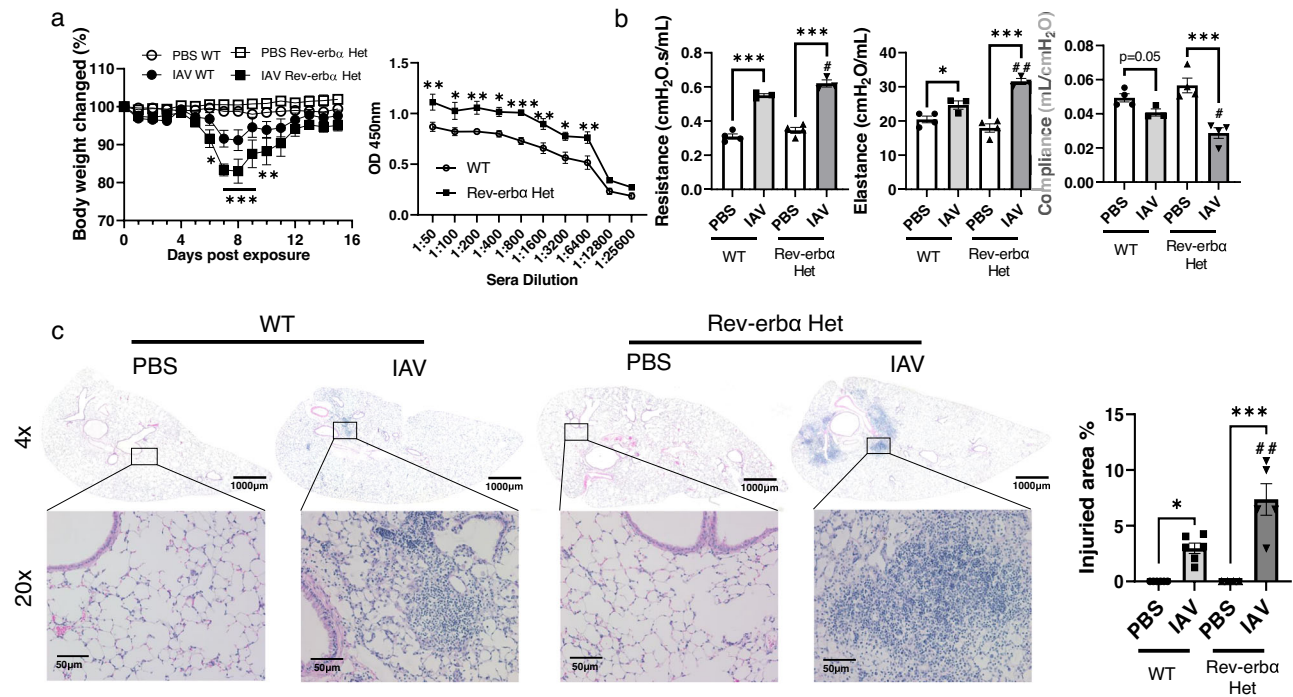 a
Body weight changed (%)
110
100
90
80
70
PBS WT
PBS Rev-erbα Het
IAV WT
IAV Rev-erbα Het
*
***
**
0 4 8 12 16
Days post exposure
OD 450nm
1.5
1.0
0.5
0.0
** * * * *** ** * **
WT
Rev-erbα Het
1:50 1:100 1:200 1:400 1:800 1:1600 1:3200 1:6400 1:12800 1:25600
Sera Dilution
b
Resistance (cmH2O.s/mL)
0.8
0.6
0.4
0.2
0.0
***
***
#
PBS IAV PBS IAV
WT
Rev-erbα
Het
Elastance (cmH2O/mL)
40
30
20
10
0
*
***
##
PBS IAV PBS IAV
WT
Rev-erbα
Het
Compliance (mL/cmH2O)
0.08
0.06
0.04
0.02
0.00
p=0.05
***
#
PBS IAV PBS IAV
WT
Rev-erbα
Het
c
WT
Rev-erbα Het
PBS
IAV
PBS
IAV
4x
1000μm
1000μm
1000μm
1000μm
20x
50μm
50μm
50μm
50μm
Injuried area %
15
10
5
0
*
***
##
PBS IAV PBS IAV
WT
Rev-erbα
Het